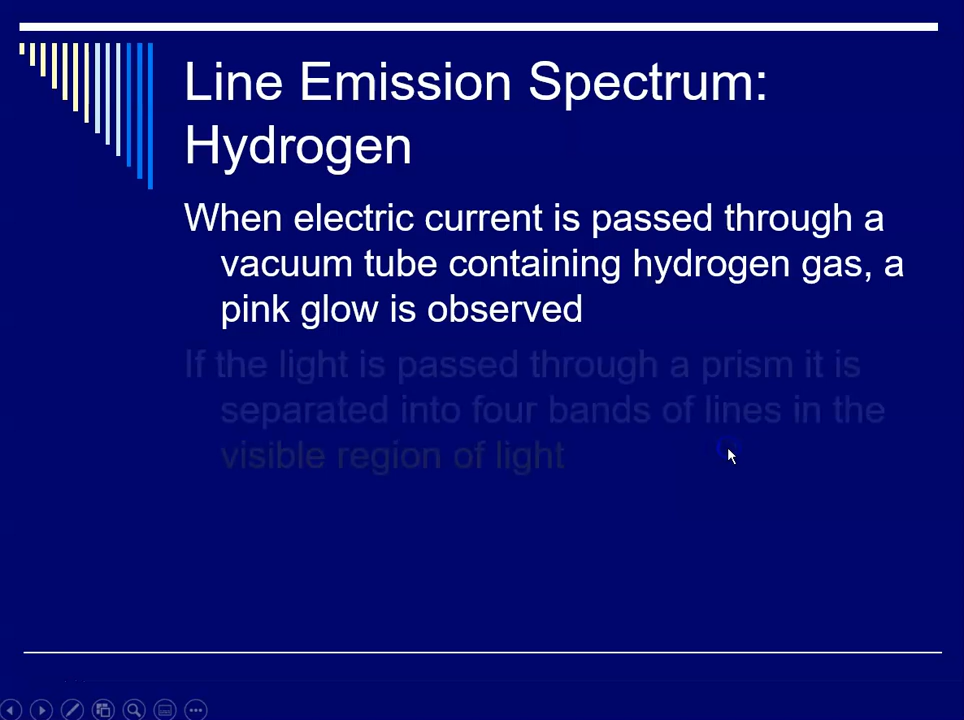 Line Emission Spectrum:
Hydrogen
When electric current is passed through a
vacuum tube containing hydrogen gas, a
pink glow is observed
If the light is passed through a prism it is
separated into four bands of lines in the
visible region of light